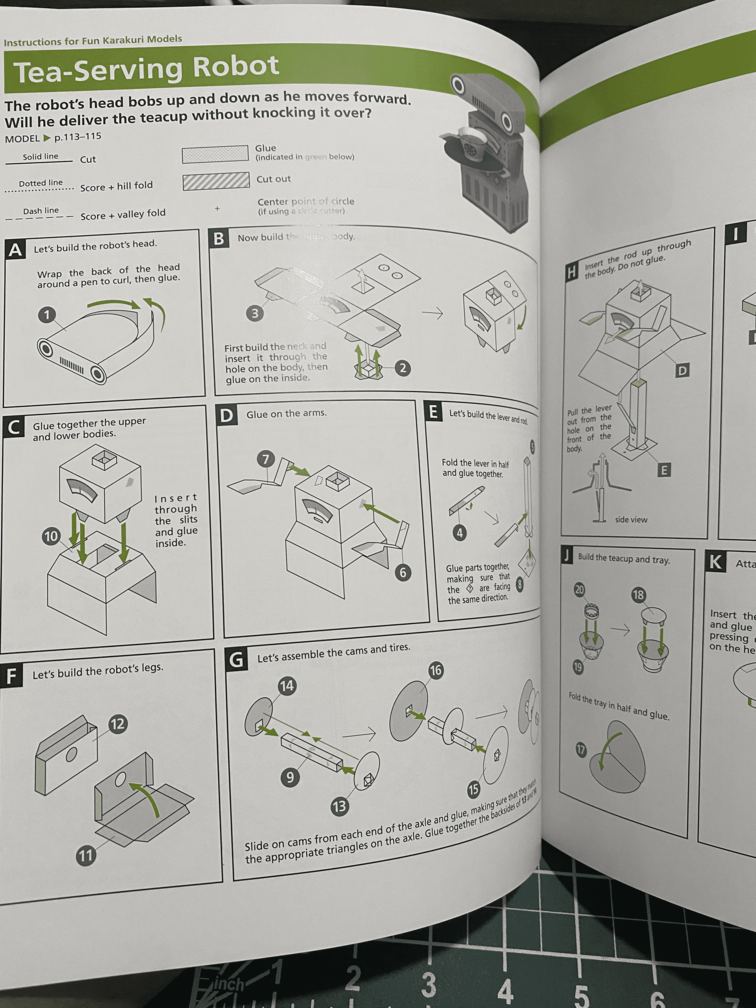 Instructions for Fun Karakuri Models
Tea-Serving Robot
The robot's head bobs up and down as he moves forward.
Will he deliver the teacup without knocking it over?
MODEL ▶ p.113–115
Solid line
Cut
Dotted line
Score + hill fold
Dash line
Score + valley fold
Glue
(indicated in green below)
Cut out
+
Center point of circle
(if using a circle cutter)
A
Let's build the robot's head.
Wrap the back of the head
around a pen to curl, then glue.
1
B
Now build the body.
3
First build the neck and
insert it through the
hole on the body, then
glue on the inside.
2
C
Glue together the upper
and lower bodies.
Insert
through
the slits
and glue
inside.
10
D
Glue on the arms.
7
6
E
Let's build the lever and rod.
Fold the lever in half
and glue together.
4
Glue parts together,
making sure that
the are facing
the same direction.
8
F
Let's build the robot's legs.
12
11
G
Let's assemble the cams and tires.
14
16
9
13
15
Slide on cams from each end of the axle and glue, making sure that they match
the appropriate triangles on the axle. Glue together the backsides of 13 and
H
Insert the rod up through
the body. Do not glue.
D
Pull the lever
out from the
hole on the
front of the
body.
E
side view
I
J
Build the teacup and tray.
20
18
19
Fold the tray in half and glue.
17
K
Insert the
and glue
pressing
on the he
inch
1
2
3
4
5
6